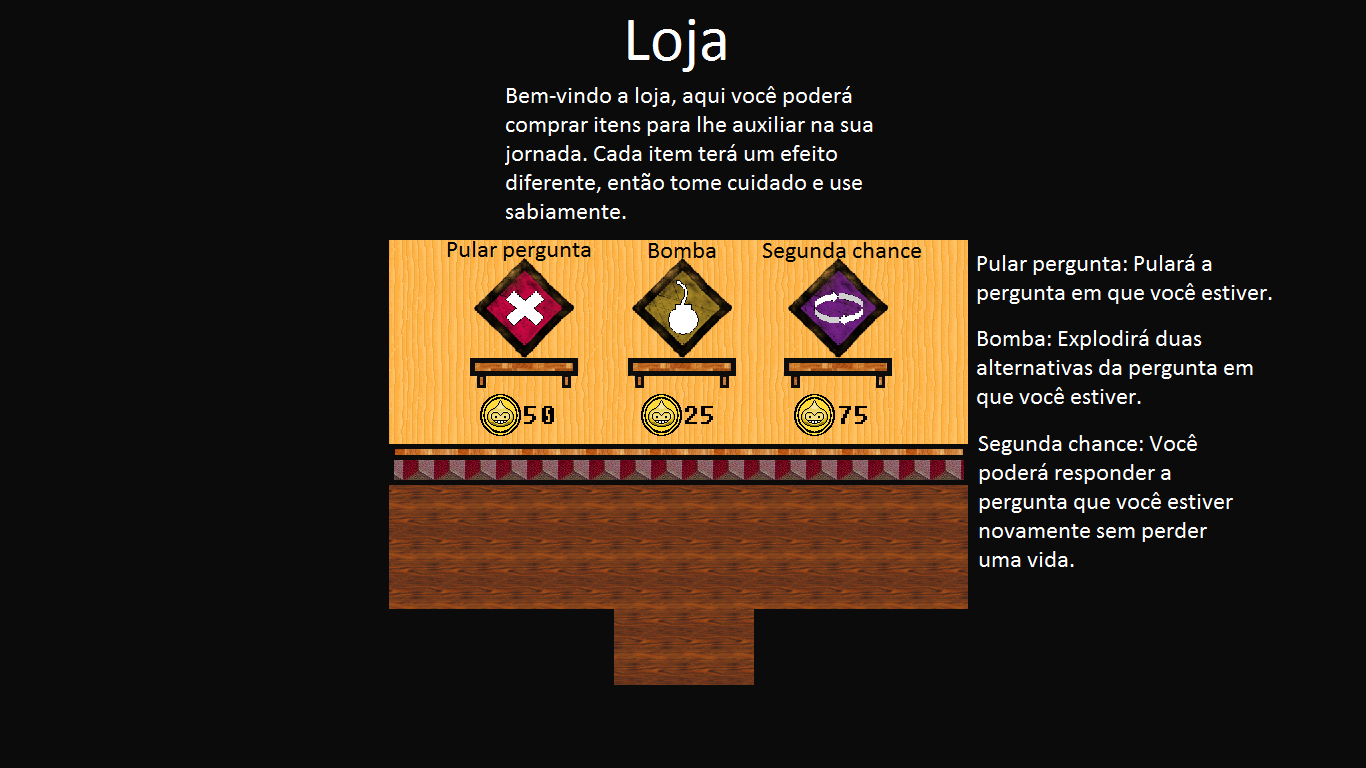 Loja
Bem-vindo a loja, aqui você poderá
comprar itens para lhe auxiliar na sua
jornada. Cada item terá um efeito
diferente, então tome cuidado e use
sabiamente.
Pular pergunta
Bomba
Segunda chance
50
25
75
Pular pergunta: Pulará a
pergunta em que você estiver.
Bomba: Explodirá duas
alternativas da pergunta em
que você estiver.
Segunda chance: Você
poderá responder a
pergunta que você estiver
novamente sem perder
uma vida.